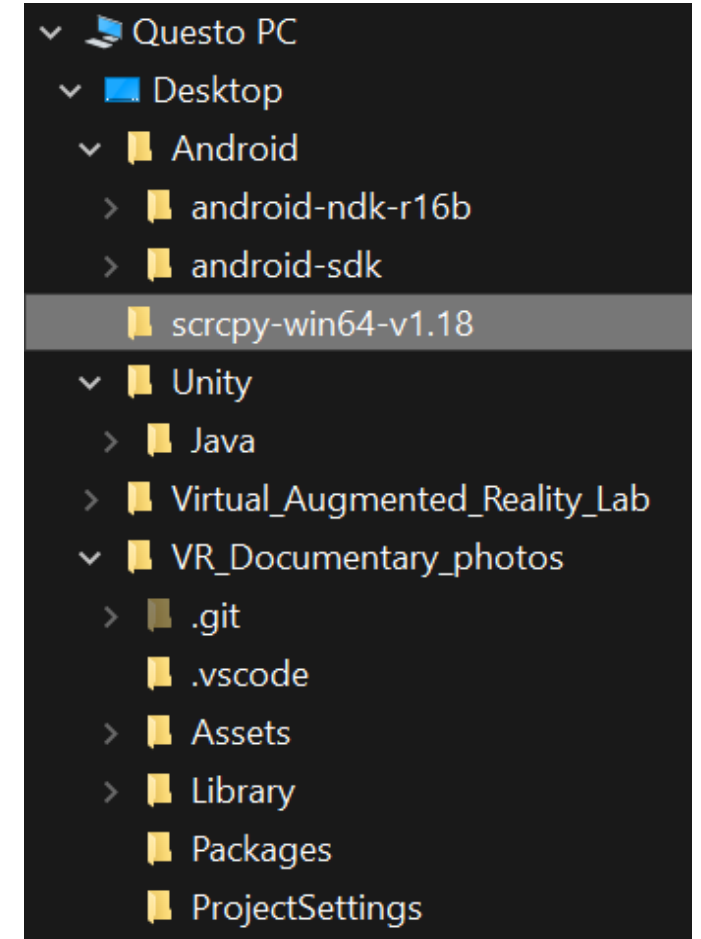 Questo PC
Desktop
Android
android-ndk-r16b
android-sdk
scrcpy-win64-v1.18
Unity
Java
Virtual_Augmented_Reality_Lab
VR_Documentary_photos
.git
.vscode
Assets
Library
Packages
ProjectSettings